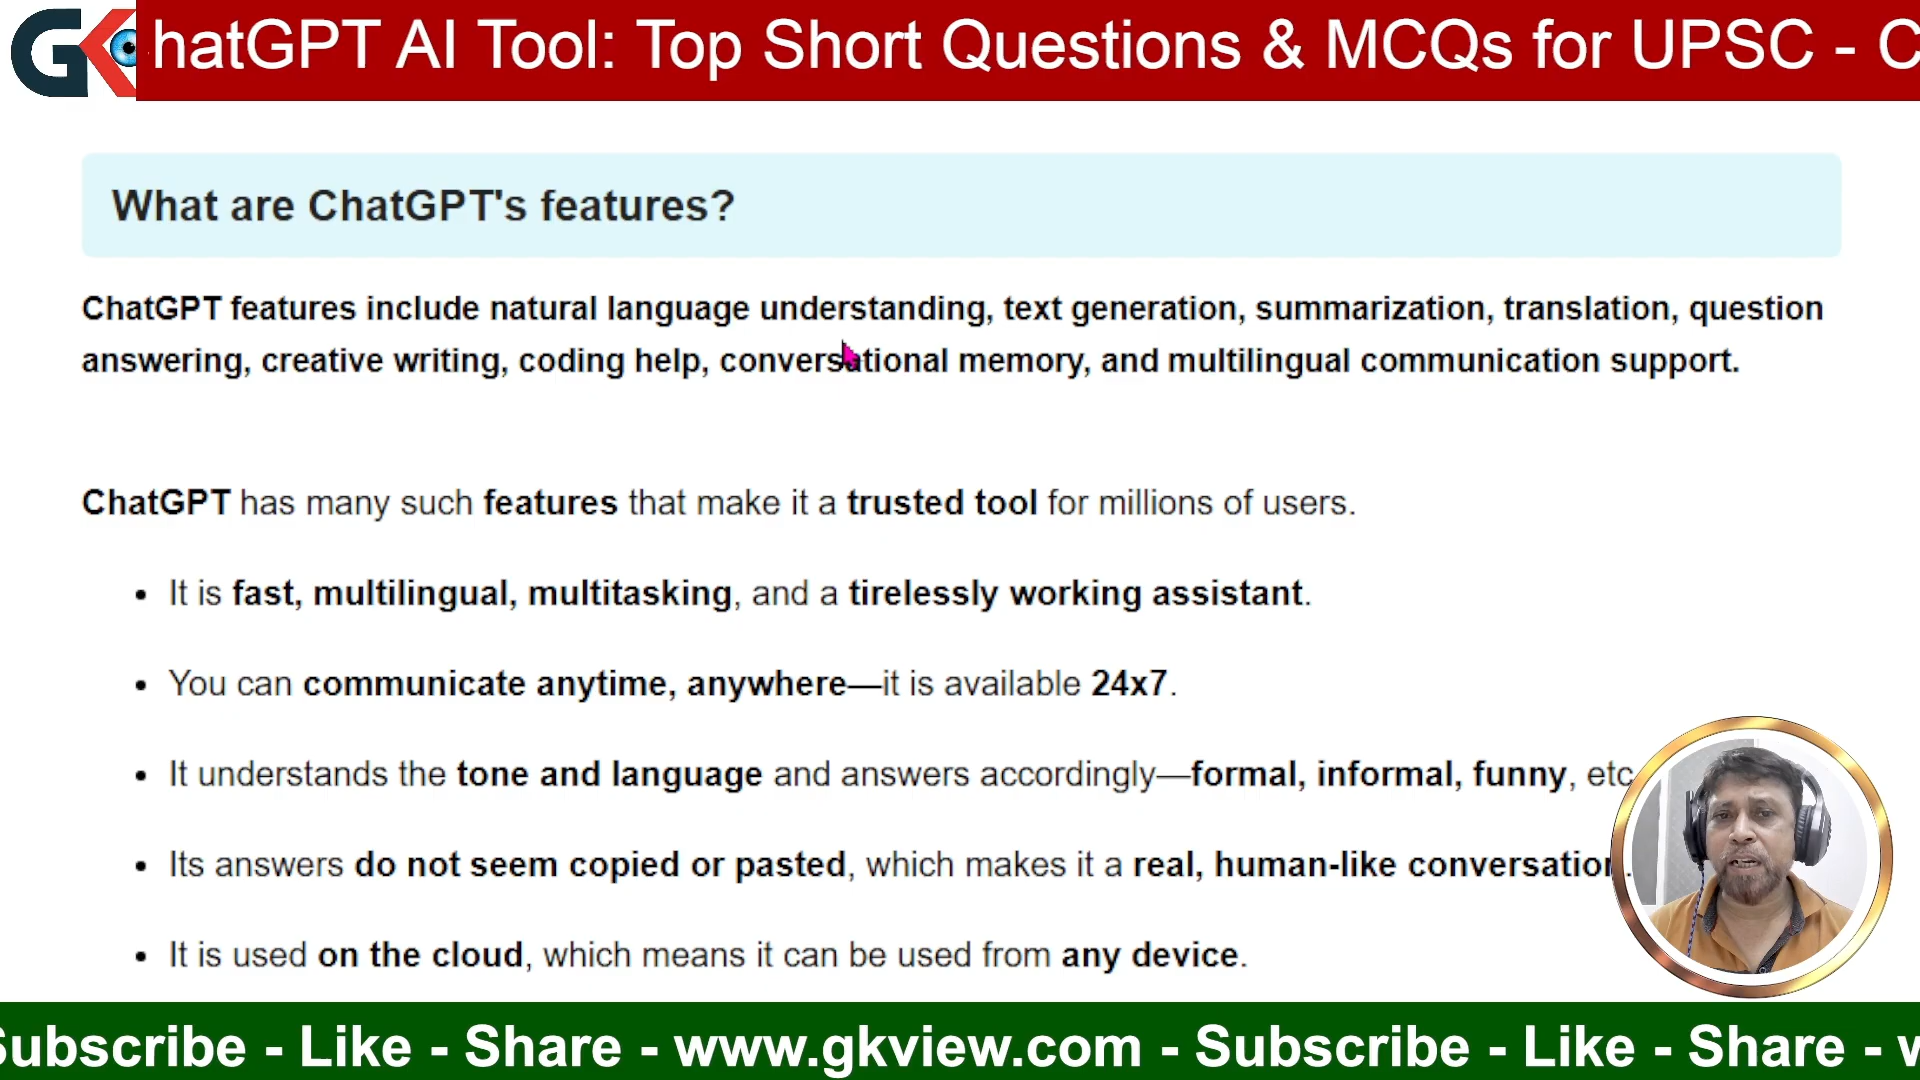 GK
hatGPT AI Tool: Top Short Questions & MCQs for UPSC - C
What are ChatGPT's features?
ChatGPT features include natural language understanding, text generation, summarization, translation, question
answering, creative writing, coding help, conversational memory, and multilingual communication support.
ChatGPT has many such features that make it a trusted tool for millions of users.
• It is fast, multilingual, multitasking, and a tirelessly working assistant.
• You can communicate anytime, anywhere—it is available 24x7.
• It understands the tone and language and answers accordingly—formal, informal, funny, etc
• Its answers do not seem copied or pasted, which makes it a real, human-like conversation.
• It is used on the cloud, which means it can be used from any device.
Subscribe - Like - Share - www.gkview.com - Subscribe - Like - Share - w